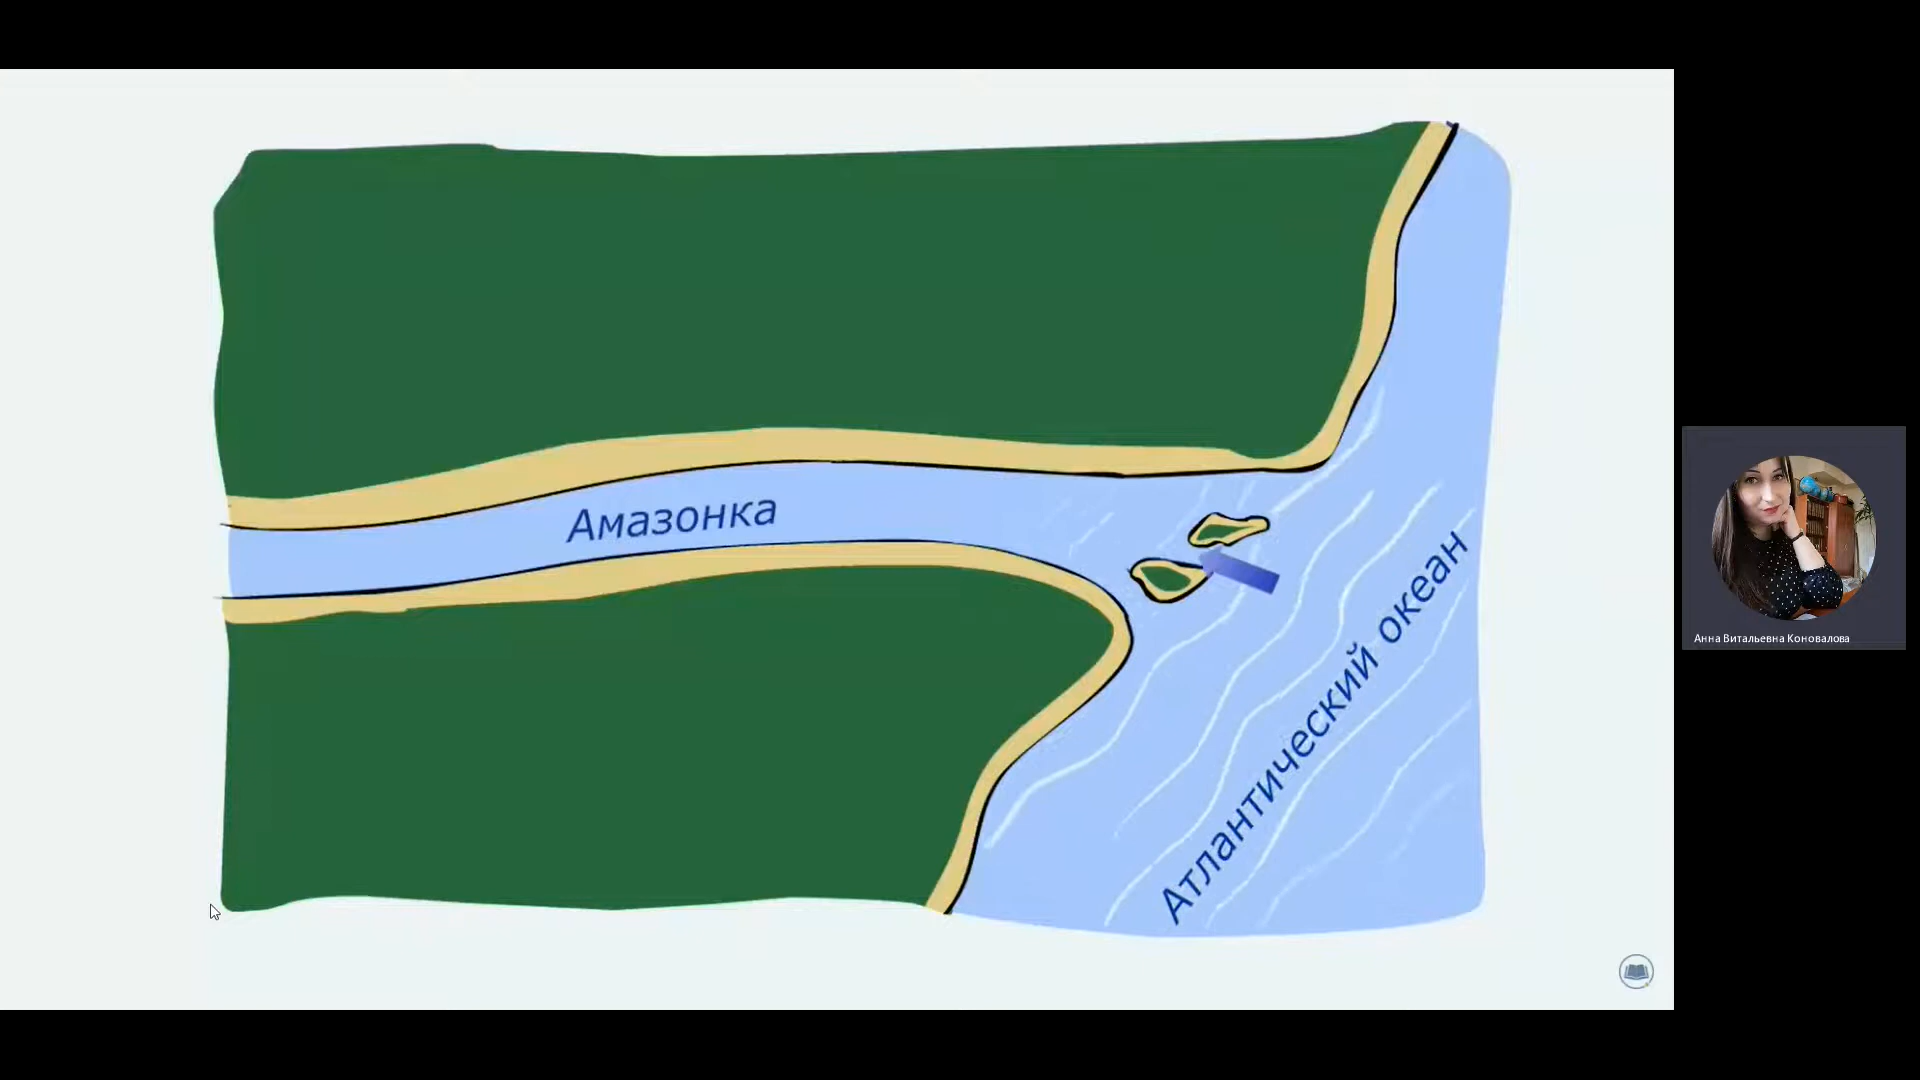 Амазонка
Атлантический океан
Анна Витальевна Коновалова